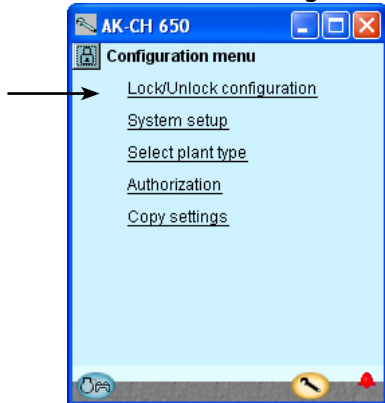 AK-CH 650
Configuration menu
Lock/Unlock configuration
System setup
Select plant type
Authorization
Copy settings